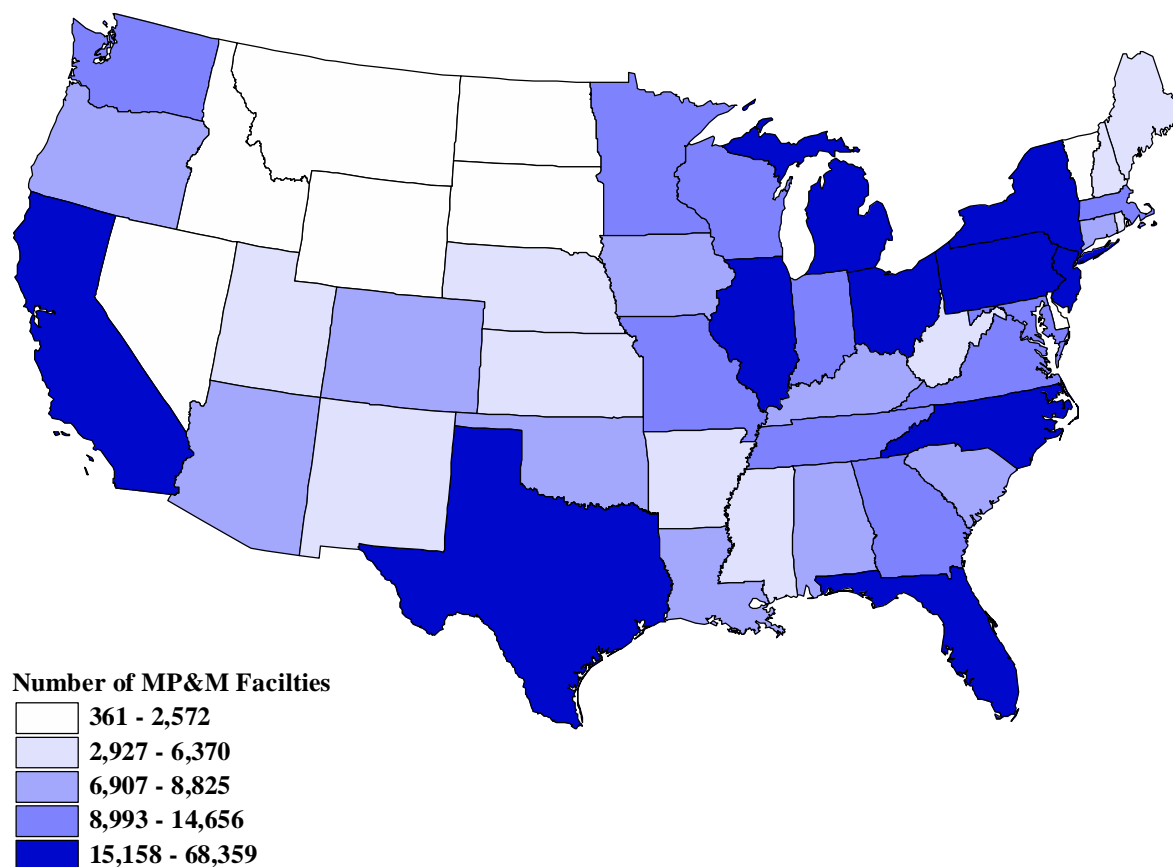 Number of MP&M Facilties
361 - 2,572
2,927 - 6,370
6,907 - 8,825
8,993 - 14,656
15,158 - 68,359